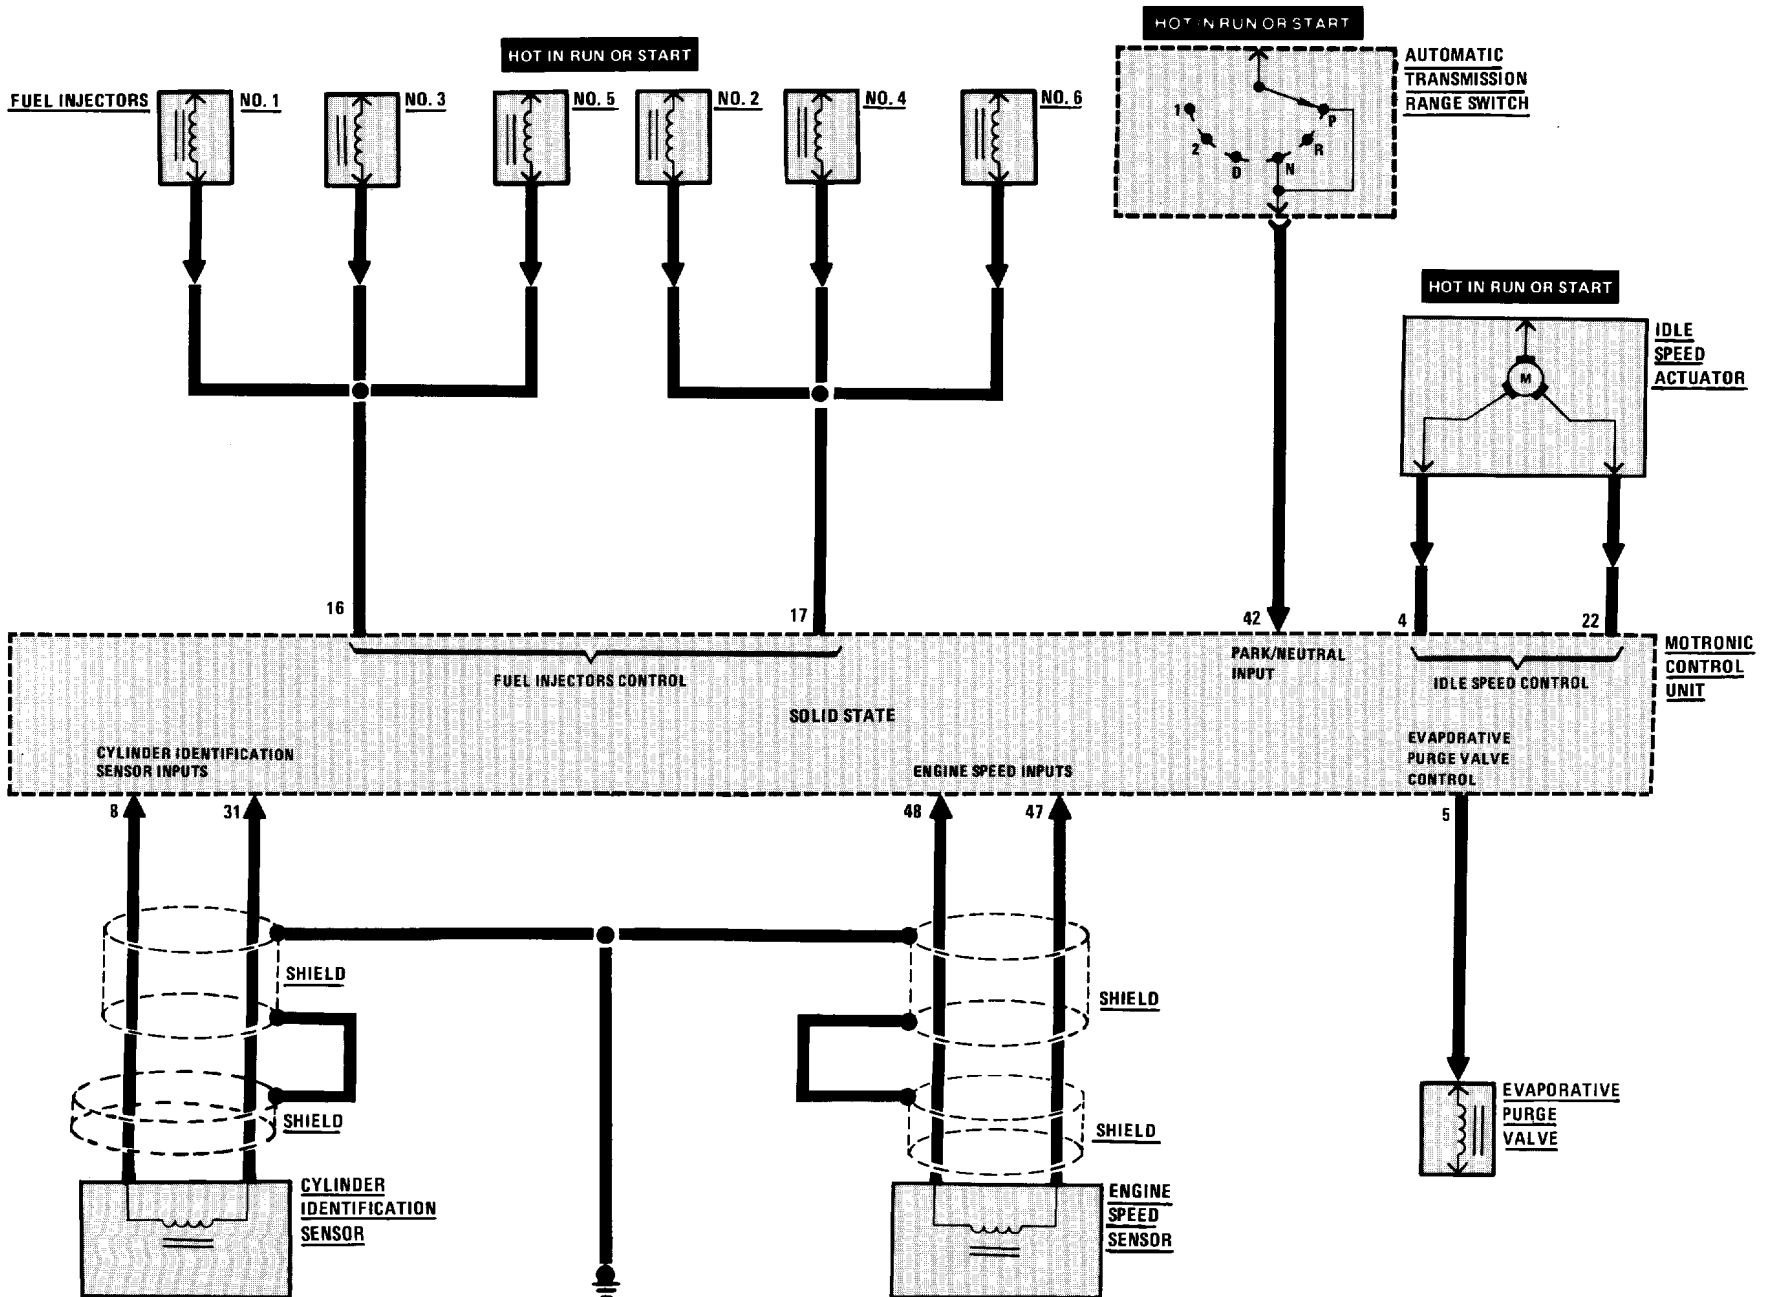 HOT IN RUN OR START
HOT IN RUN OR START
AUTOMATIC
TRANSMISSION
RANGE SWITCH
FUEL INJECTORS
NO. 1
NO. 3
NO. 5
NO. 2
NO. 4
NO. 6
1
2
D
N
R
P
HOT IN RUN OR START
IDLE
SPEED
ACTUATOR
M
16
17
42
4
22
MOTRONIC
CONTROL
UNIT
FUEL INJECTORS CONTROL
PARK/NEUTRAL
INPUT
IDLE SPEED CONTROL
SOLID STATE
CYLINDER IDENTIFICATION
SENSOR INPUTS
ENGINE SPEED INPUTS
EVAPORATIVE
PURGE VALVE
CONTROL
8
31
48
47
5
SHIELD
SHIELD
SHIELD
SHIELD
EVAPORATIVE
PURGE
VALVE
CYLINDER
IDENTIFICATION
SENSOR
ENGINE
SPEED
SENSOR